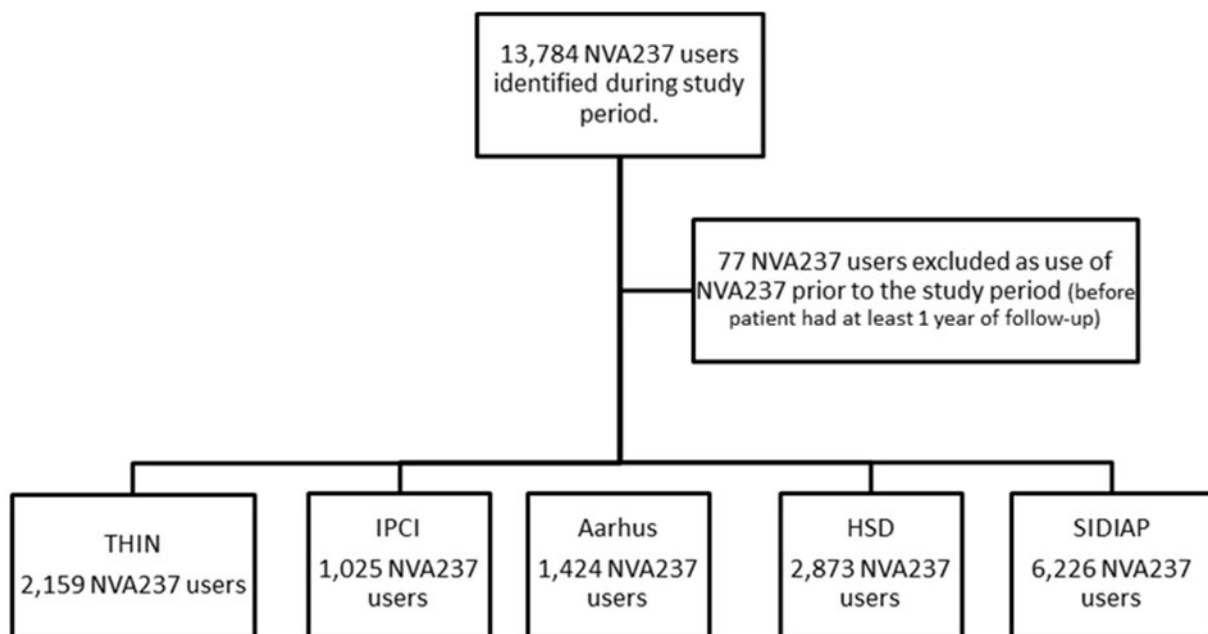 13,784 NVA237 users
identified during study
period.
77 NVA237 users excluded as use of
NVA237 prior to the study period (before
patient had at least 1 year of follow-up)
THIN
2,159 NVA237 users
IPCI
1,025 NVA237
users
Aarhus
1,424 NVA237
users
HSD
2,873 NVA237
users
SIDIAP
6,226 NVA237
users